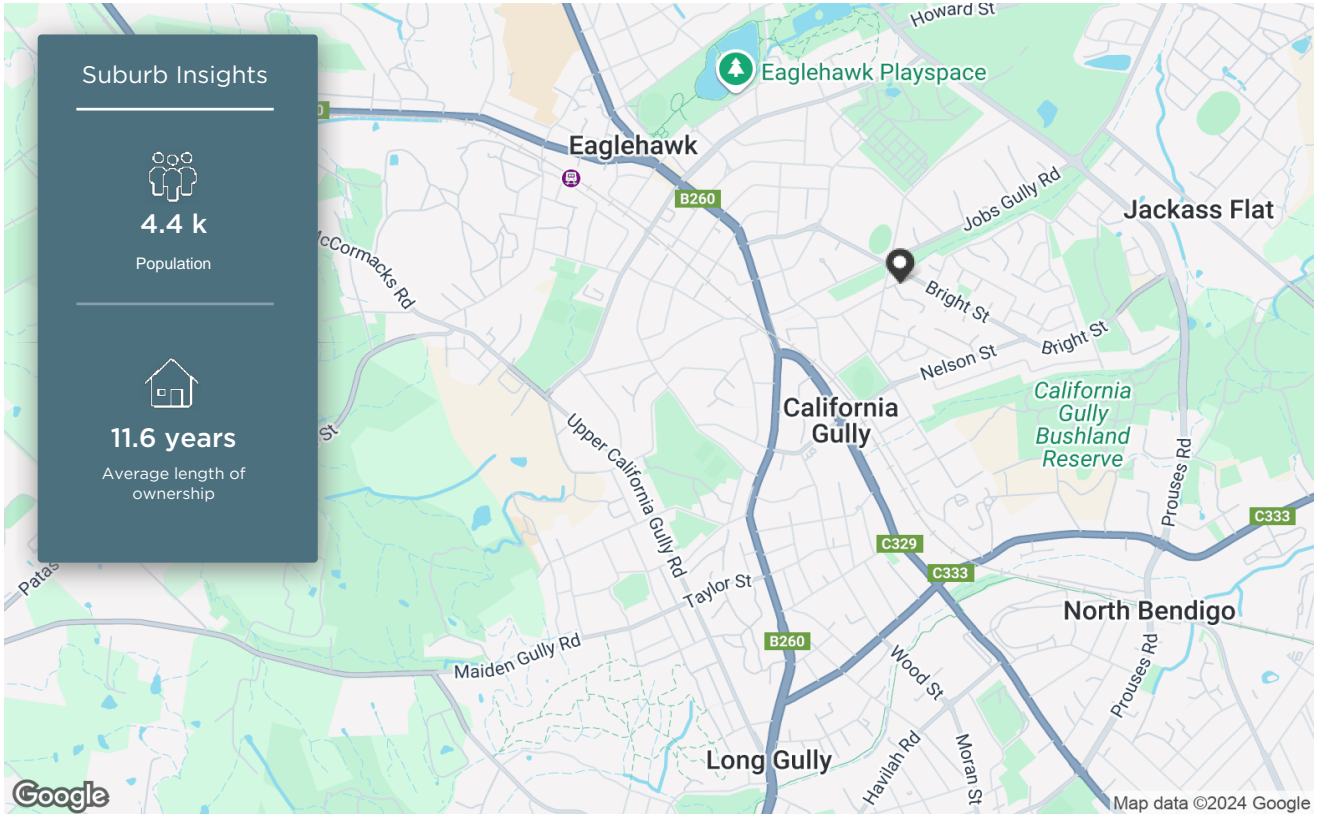 Suburb Insights
4.4 k
Population
11.6 years
Average length of
ownership
Howard St
Eaglehawk Playspace
Eaglehawk
B260
Jobs Gully Rd
Jackass Flat
McCormacks Rd
Bright St
Bright St
Nelson St
California
Gully
California
Gully
Bushland
Reserve
St
Upper California Gully Rd
Prouses Rd
C333
C329
C333
Patas
Taylor St
North Bendigo
B260
Maiden Gully Rd
Wood St
Prouses Rd
Long Gully
Havilah Rd
Moran St
Google
Map data ©2024 Google